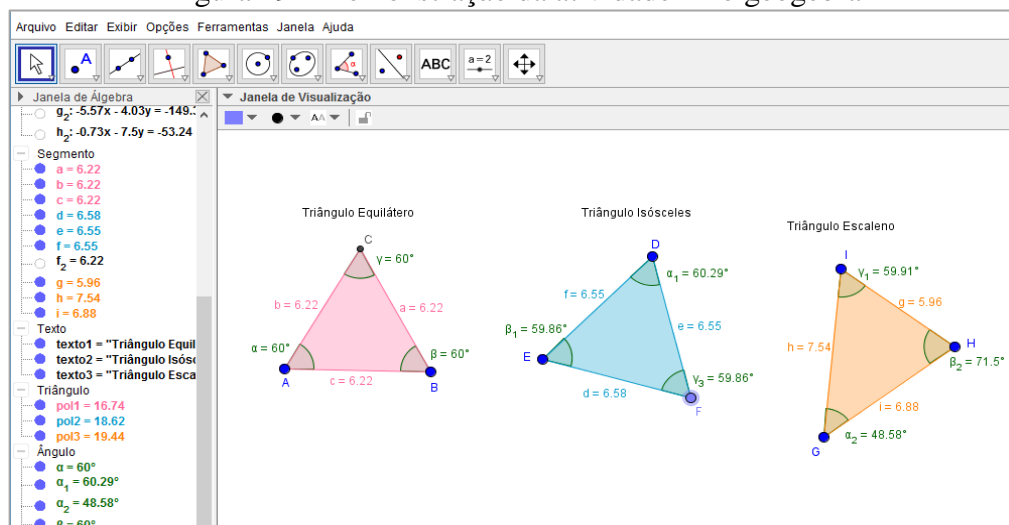 Arquivo Editar Exibir Opções Ferramentas Janela Ajuda
A
α
ABC
a=2
Janela de Álgebra
Janela de Visualização
AA
g₂: -5.57x - 4.03y = -149.
h₂: -0.73x - 7.5y = -53.24
Segmento
a = 6.22
b = 6.22
c = 6.22
d = 6.58
e = 6.55
f = 6.55
f₂ = 6.22
g = 5.96
h = 7.54
i = 6.88
Texto
texto1 = "Triângulo Equil
texto2 = "Triângulo Isósc
texto3 = "Triângulo Esca
Triângulo
pol1 = 16.74
pol2 = 18.62
pol3 = 19.44
Ângulo
α = 60°
α₁ = 60.29°
α₂ = 48.58°
β = 60°
Triângulo Equilátero
C
γ = 60°
b = 6.22
a = 6.22
α = 60°
β = 60°
A
c = 6.22
B
Triângulo Isósceles
D
α₁ = 60.29°
f = 6.55
β₁ = 59.86°
e = 6.55
E
γ₃ = 59.86°
d = 6.58
F
Triângulo Escaleno
I
γ₁ = 59.91°
g = 5.96
h = 7.54
H
β₂ = 71.5°
i = 6.88
α₂ = 48.58°
G